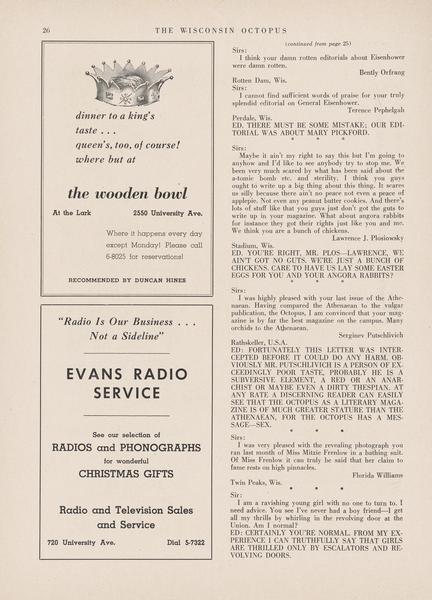 26
THE WISCONSIN OCTOPUS
dinner to a king's
taste . . .
queen's, too, of course!
where but at
the wooden bowl
At the Lark 2550 University Ave.
Where it happens every day
except Monday! Please call
6-8025 for reservations!
RECOMMENDED BY DUNCAN HINES
"Radio Is Our Business . . .
Not a Sideline"
EVANS RADIO
SERVICE
See our selection of
RADIOS and PHONOGRAPHS
for wonderful
CHRISTMAS GIFTS
Radio and Television Sales
and Service
720 University Ave. Dial 5-7322
(continued from page 25)
Sirs:
I think your damn rotten editorials about Eisenhower
were damn rotten.
Bently Orfrang
Rotten Dam, Wis.
Sirs:
I cannot find sufficient words of praise for your truly
splendid editorial on General Eisenhower.
Terence Pephelgah
Perdale, Wis.
ED. THERE MUST BE SOME MISTAKE; OUR EDI-
TORIAL WAS ABOUT MARY PICKFORD.
* * *
Sirs:
Maybe it ain't my right to say this but I'm going to
anyhow and I'd like to see anybody try to stop me. We
been very much scared by what has been said about the
a-tomic bomb etc. and sterility. I think you guys
ought to write up a big thing about this thing. It scares
us silly because there ain't no peace not even a peace of
applepie. Not even any peanut butter cookies. And there's
lots of stuff like that you guys just don't got the guts to
write up in your magazine. What about angora rabbits
for instance they got their rights just like you and me.
We think you are a bunch of chickens.
Lawrence J. Plosiowsky
Stadium, Wis.
ED. YOU'RE RIGHT, MR. PLOS—LAWRENCE, WE
AIN'T GOT NO GUTS. WE'RE JUST A BUNCH OF
CHICKENS. CARE TO HAVE US LAY SOME EASTER
EGGS FOR YOU AND YOUR ANGORA RABBITS?
* * *
Sirs:
I was highly pleased with your last issue of the Athe-
naean. Having compared the Athenaean to the vulgar
publication, the Octopus, I am convinced that your mag-
azine is by far the best magazine on the campus. Many
orchids to the Athenaean.
Serginev Putschlivich
Rathskeller, U.S.A.
ED: FORTUNATELY THIS LETTER WAS INTER-
CEPTED BEFORE IT COULD DO ANY HARM. OB-
VIOUSLY MR. PUTSCHLIVICH IS A PERSON OF EX-
CEEDINGLY POOR TASTE, PROBABLY HE IS A
SUBVERSIVE ELEMENT, A RED OR AN ANAR-
CHIST OR MAYBE EVEN A DIRTY THESPIAN. AT
ANY RATE A DISCERNING READER CAN EASILY
SEE THAT THE OCTOPUS AS A LITERARY MAGA-
ZINE IS OF MUCH GREATER STATURE THAN THE
ATHENAEAN, FOR THE OCTOPUS HAS A MES-
SAGE—SEX.
* * *
Sirs:
I was very pleased with the revealing photograph you
ran last month of Miss Mitzie Frenlow in a bathing suit.
Of Miss Frenlow it can truly be said that her claim to
fame rests on high pinnacles.
Florida Williams
Twin Peaks, Wis.
* * *
Sir:
I am a ravishing young girl with no one to turn to. I
need advice. You see I've never had a boy friend—I get
all my thrills by whirling in the revolving door at the
Union. Am I normal?
ED: CERTAINLY YOU'RE NORMAL. FROM MY EX-
PERIENCE I CAN TRUTHFULLY SAY THAT GIRLS
ARE THRILLED ONLY BY ESCALATORS AND RE-
VOLVING DOORS.